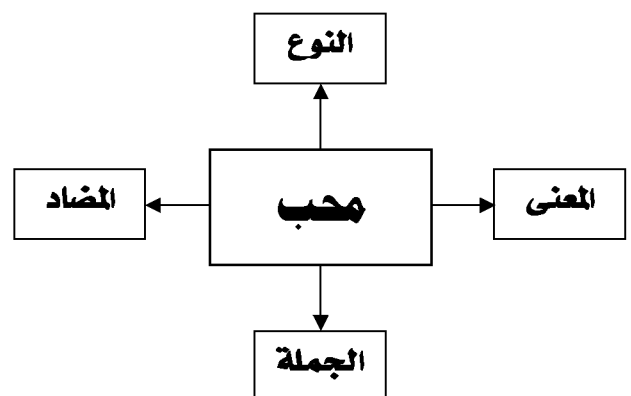 النوع
المعنى
محب
المضاد
الجملة